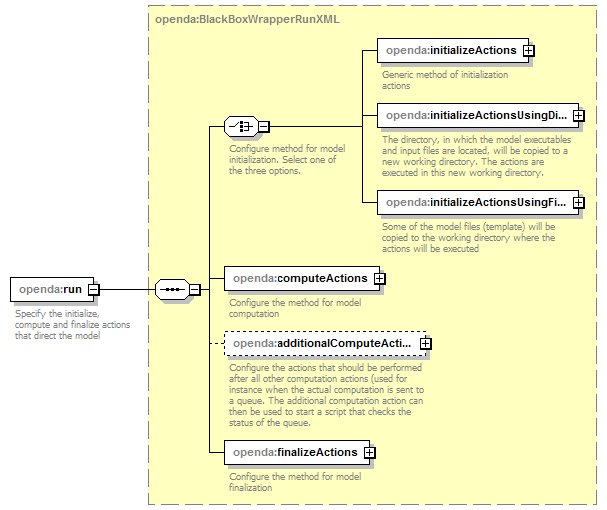 openda:BlackBoxWrapperRunXML
openda:initializeActions
Generic method of initialization
actions
openda:initializeActionsUsingDi...
The directory, in which the model executables
and input files are located, will be copied to a
new working directory. The actions are
executed in this new working directory.
Configure method for model
initialization. Select one of
the three options.
openda:initializeActionsUsingFi...
Some of the model files (template) will be
copied to the working directory where the
actions will be executed
openda:run
Specify the initialize,
compute and finalize actions
that direct the model
openda:computeActions
Configure the method for model
computation
openda:additionalComputeActi...
Configure the actions that should be performed
after all other computation actions (used for
instance when the actual computation is sent to
a queue. The additional computation action can
then be used to start a script that checks the
status of the queue.
openda:finalizeActions
Configure the method for model
finalization